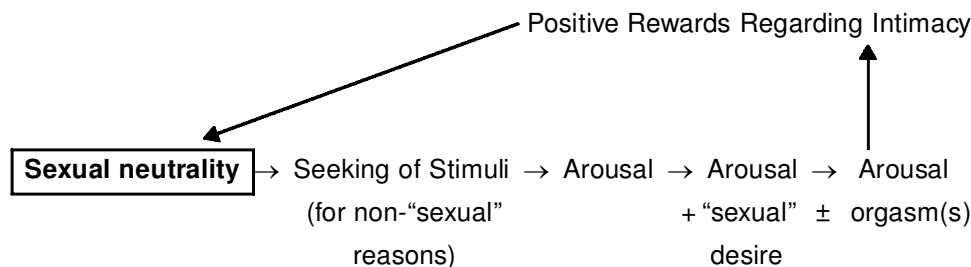 Positive Rewards Regarding Intimacy
Sexual neutrality → Seeking of Stimuli → Arousal → Arousal → Arousal
(for non-“sexual” + “sexual” ± orgasm(s)
reasons) desire